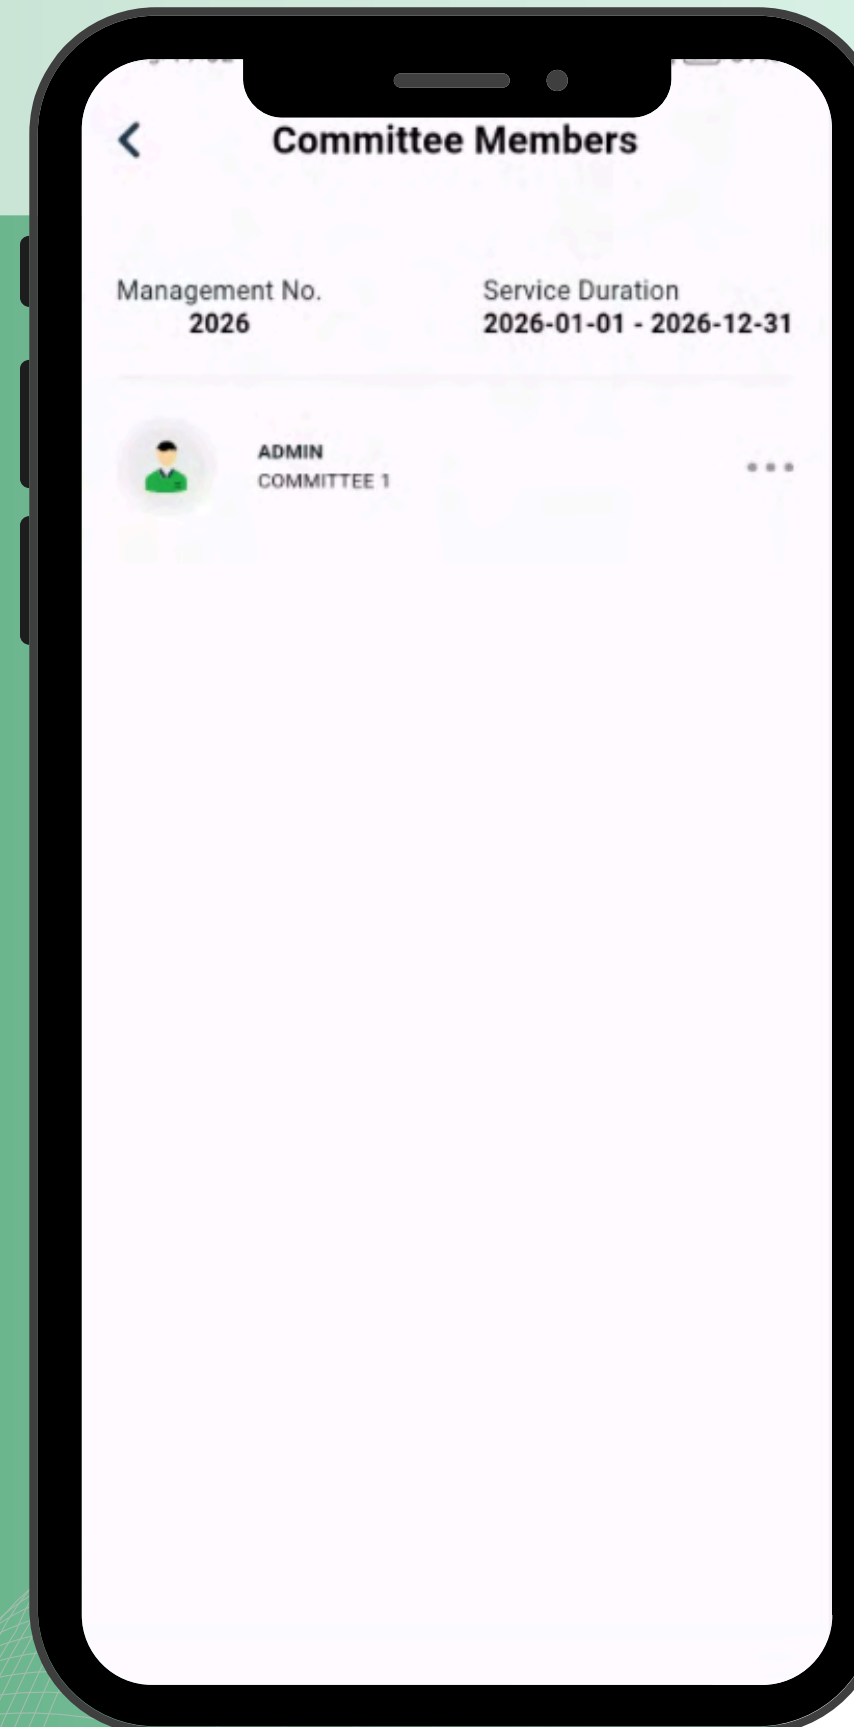 Committee Members
Management No.
2026
Service Duration
2026-01-01 - 2026-12-31
ADMIN
COMMITTEE 1